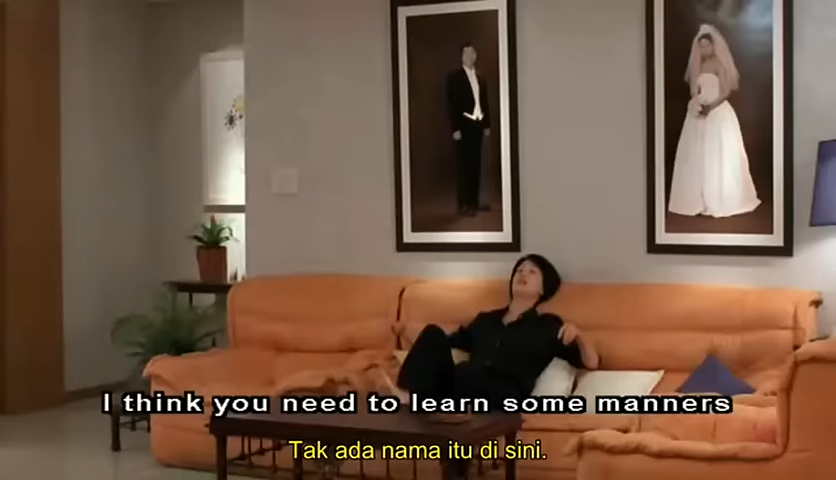 I think you need to learn some manners
Tak ada nama itu di sini.